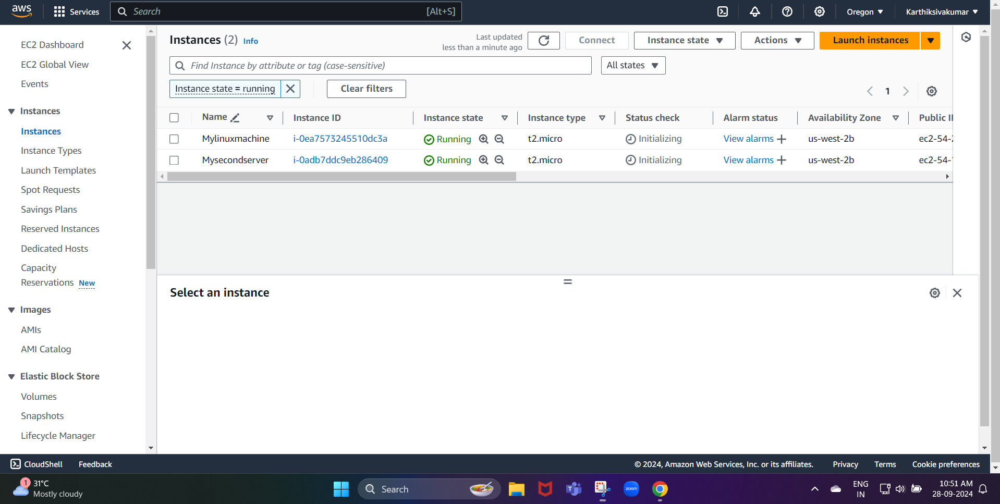 aws
Services
Search
[Alt+S]
Oregon
Karthiksivakumar
EC2 Dashboard
EC2 Global View
Events
Instances
Instances
Instance Types
Launch Templates
Spot Requests
Savings Plans
Reserved Instances
Dedicated Hosts
Capacity
Reservations New
Images
AMIs
AMI Catalog
Elastic Block Store
Volumes
Snapshots
Lifecycle Manager
Instances (2) Info
Last updated
less than a minute ago
Connect
Instance state
Actions
Launch instances
Find Instance by attribute or tag (case-sensitive)
All states
Instance state = running
Clear filters
1
Name Instance ID Instance state Instance type Status check Alarm status Availability Zone Public
Mylinuxmachine i-0ea7573245510dc3a Running t2.micro Initializing View alarms us-west-2b ec2-54-
Mysecondserver i-0adb7ddc9eb286409 Running t2.micro Initializing View alarms us-west-2b ec2-54-
Select an instance
CloudShell
Feedback
© 2024, Amazon Web Services, Inc. or its affiliates.
Privacy
Terms
Cookie preferences
1
31°C
Mostly cloudy
Search
zoom
ENG
IN
10:51 AM
28-09-2024